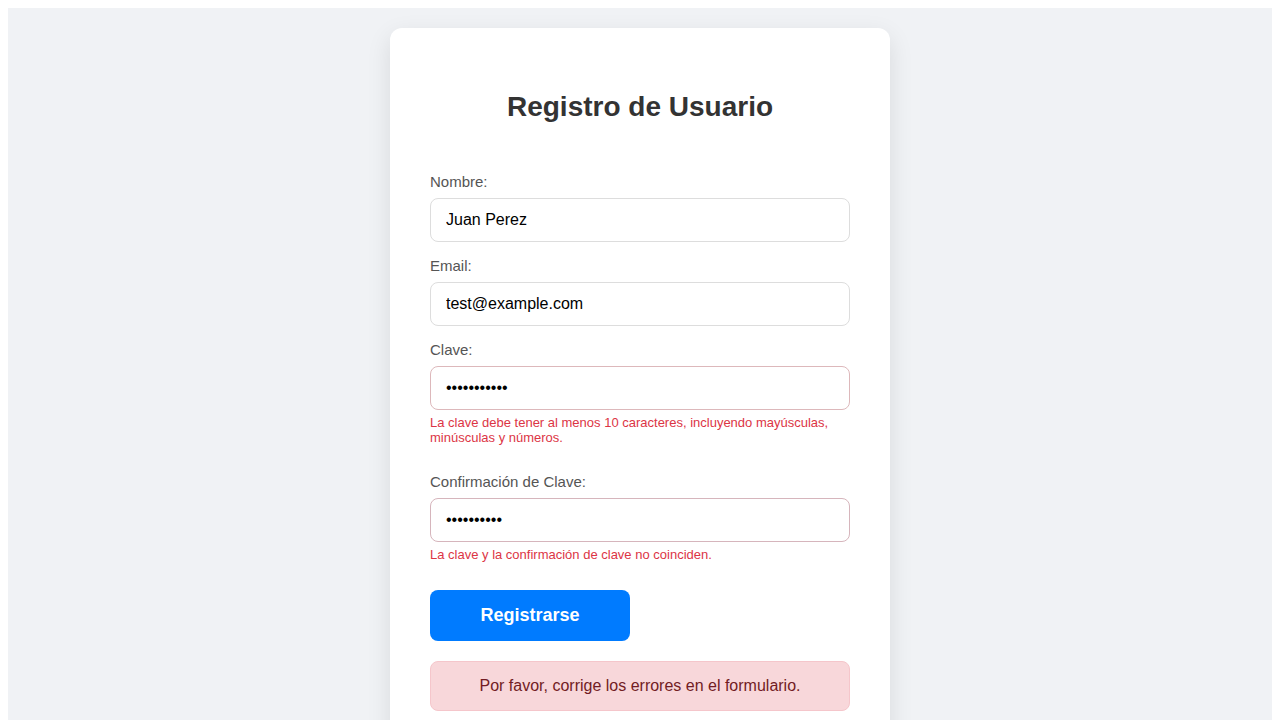 Registro de Usuario
Nombre:
Juan Perez
Email:
test@example.com
Clave:
•••••••••••
La clave debe tener al menos 10 caracteres, incluyendo mayúsculas,
minúsculas y números.
Confirmación de Clave:
••••••••••
La clave y la confirmación de clave no coinciden.
Registrarse
Por favor, corrige los errores en el formulario.